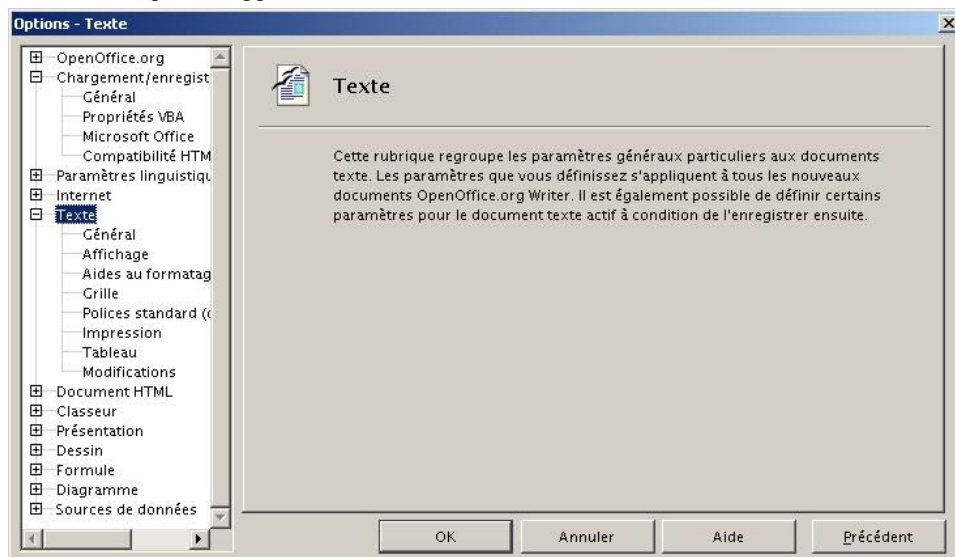 Options - Texte
OpenOffice.org
Chargement/enregist
Général
Propriétés VBA
Microsoft Office
Compatibilité HTM
Paramètres linguistiqu
Internet
Texte
Général
Affichage
Aides au formatag
Grille
Polices standard (o
Impression
Tableau
Modifications
Document HTML
Classeur
Présentation
Dessin
Formule
Diagramme
Sources de données
Texte
Cette rubrique regroupe les paramètres généraux particuliers aux documents
texte. Les paramètres que vous définissez s'appliquent à tous les nouveaux
documents OpenOffice.org Writer. Il est également possible de définir certains
paramètres pour le document texte actif à condition de l'enregistrer ensuite.
OK
Annuler
Aide
Précédent